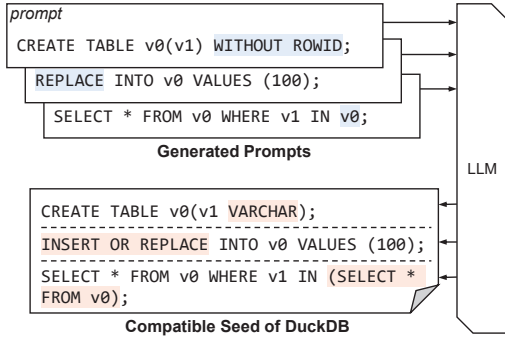 prompt
CREATE TABLE v0(v1) WITHOUT ROWID;
REPLACE INTO v0 VALUES (100);
SELECT * FROM v0 WHERE v1 IN v0;
Generated Prompts
LLM
CREATE TABLE v0(v1 VARCHAR);
INSERT OR REPLACE INTO v0 VALUES (100);
SELECT * FROM v0 WHERE v1 IN (SELECT *
FROM v0);
Compatible Seed of DuckDB